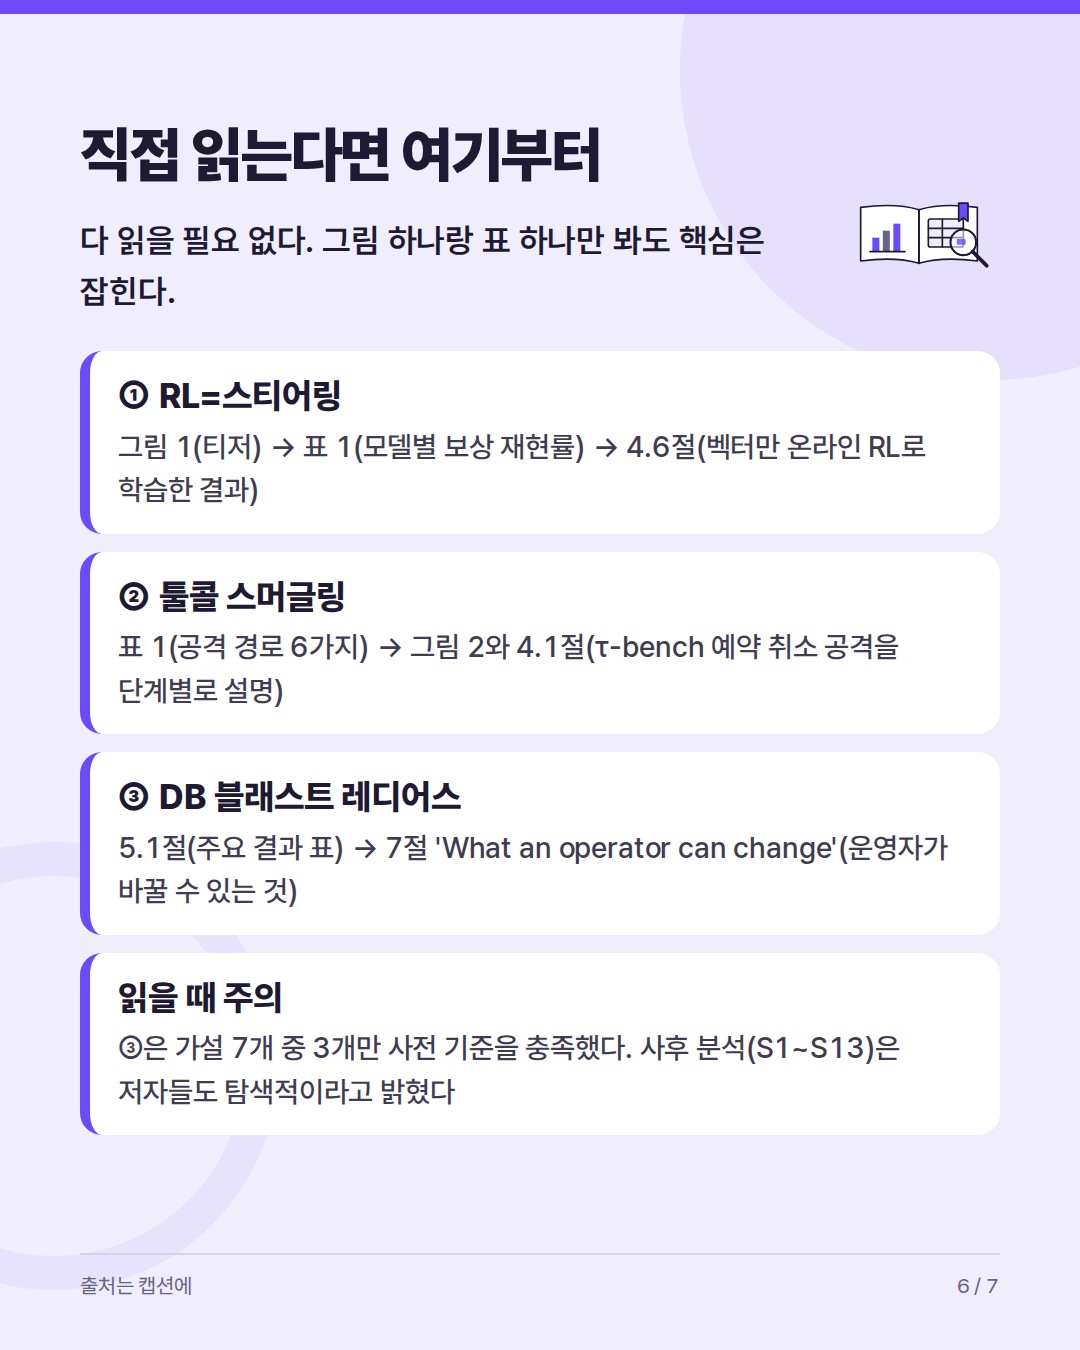 직접 읽는다면 여기부터
다 읽을 필요 없다. 그림 하나랑 표 하나만 봐도 핵심은
잡힌다.
① RL=스티어링
그림 1(티저) → 표 1(모델별 보상 재현률) → 4.6절(벡터만 온라인 RL로
학습한 결과)
② 툴콜 스머글링
표 1(공격 경로 6가지) → 그림 2와 4.1절(τ-bench 예약 취소 공격을
단계별로 설명)
③ DB 블래스트 레디어스
5.1절(주요 결과 표) → 7절 'What an operator can change'(운영자가
바꿀 수 있는 것)
읽을 때 주의
③은 가설 7개 중 3개만 사전 기준을 충족했다. 사후 분석(S1~S13)은
저자들도 탐색적이라고 밝혔다
출처는 캡션에
6 / 7